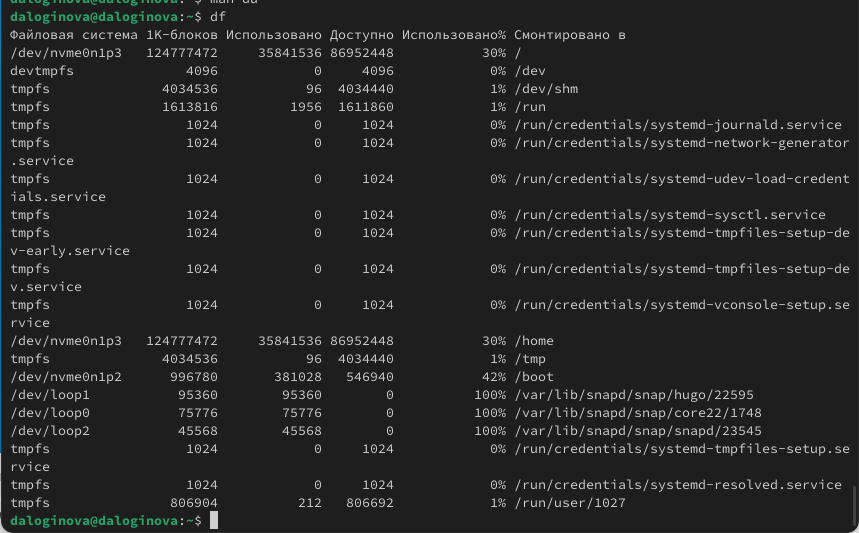 daloginova@daloginova:~$ man du
daloginova@daloginova:~$ df
Файловая система 1K-блоков Использовано Доступно Использовано% Смонтировано в
/dev/nvme0n1p3 124777472 35841536 86952448 30% /
devtmpfs 4096 0 4096 0% /dev
tmpfs 4034536 96 4034440 1% /dev/shm
tmpfs 1613816 1956 1611860 1% /run
tmpfs 1024 0 1024 0% /run/credentials/systemd-journald.service
tmpfs 1024 0 1024 0% /run/credentials/systemd-network-generator
.service
tmpfs 1024 0 1024 0% /run/credentials/systemd-udev-load-credent
ials.service
tmpfs 1024 0 1024 0% /run/credentials/systemd-sysctl.service
tmpfs 1024 0 1024 0% /run/credentials/systemd-tmpfiles-setup-de
v-early.service
tmpfs 1024 0 1024 0% /run/credentials/systemd-tmpfiles-setup-de
v.service
tmpfs 1024 0 1024 0% /run/credentials/systemd-vconsole-setup.se
rvice
/dev/nvme0n1p3 124777472 35841536 86952448 30% /home
tmpfs 4034536 96 4034440 1% /tmp
/dev/nvme0n1p2 996780 381028 546940 42% /boot
/dev/loop1 95360 95360 0 100% /var/lib/snapd/snap/hugo/22595
/dev/loop0 75776 75776 0 100% /var/lib/snapd/snap/core22/1748
/dev/loop2 45568 45568 0 100% /var/lib/snapd/snap/snapd/23545
tmpfs 1024 0 1024 0% /run/credentials/systemd-tmpfiles-setup.se
rvice
tmpfs 1024 0 1024 0% /run/credentials/systemd-resolved.service
tmpfs 806904 212 806692 1% /run/user/1027
daloginova@daloginova:~$